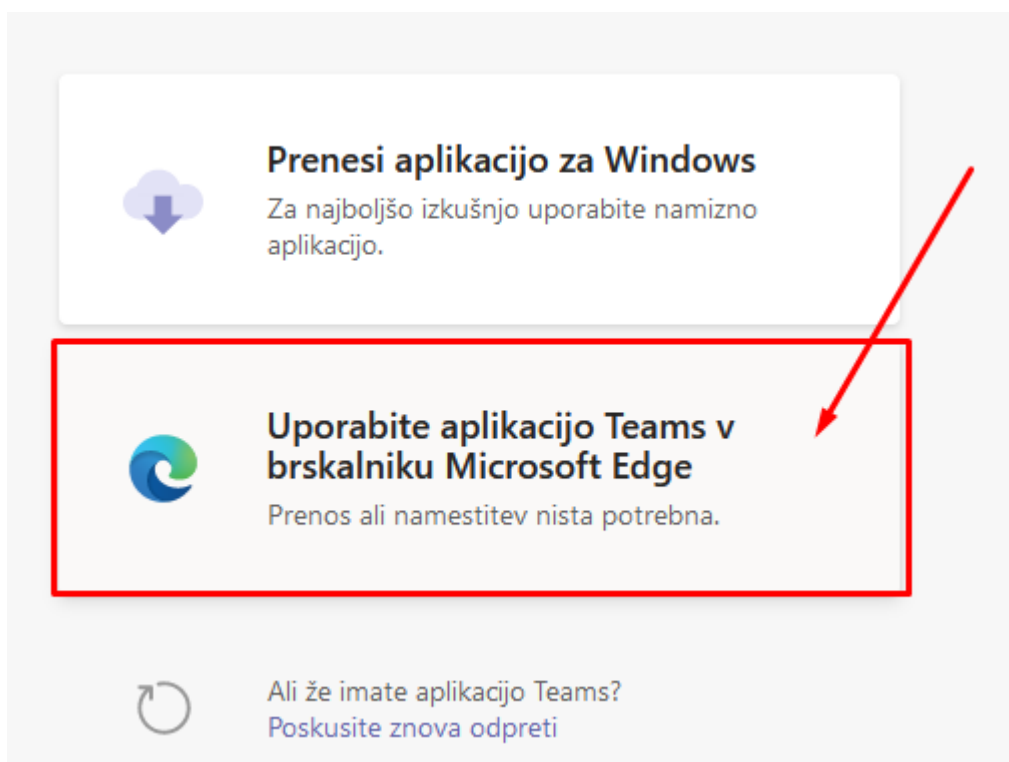 Prenesi aplikacijo za Windows
Za najboljšo izkušnjo uporabite namizno
aplikacijo.
Uporabite aplikacijo Teams v
brskalniku Microsoft Edge
Prenos ali namestitev nista potrebna.
Ali že imate aplikacijo Teams?
Poskusite znova odpreti